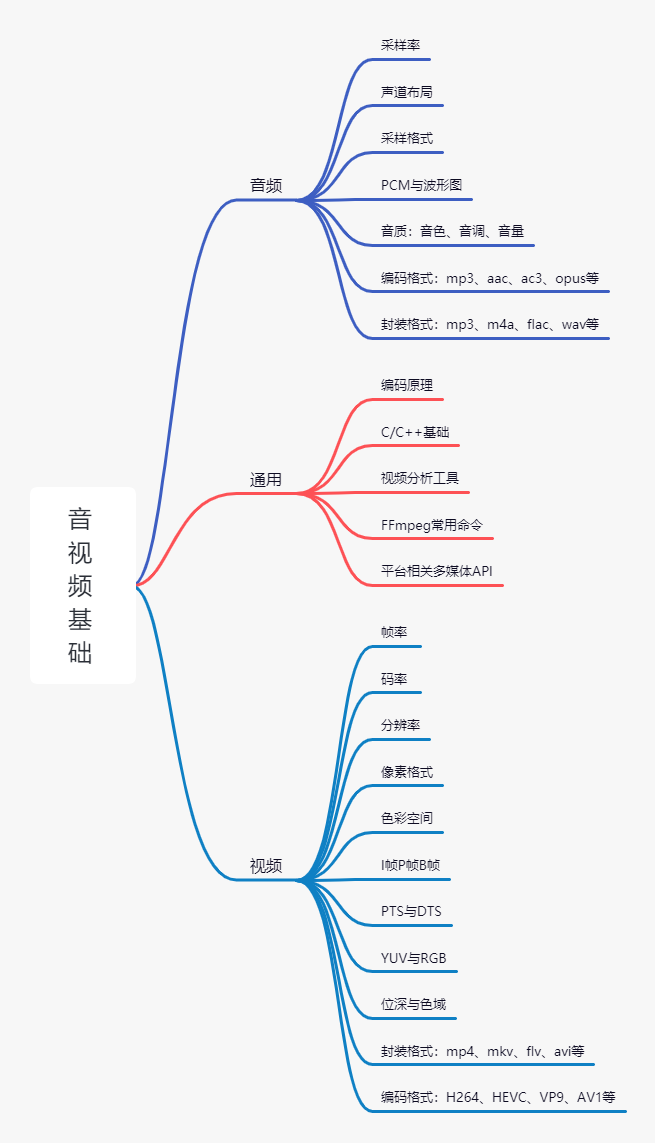 音视频基础
音频
采样率
声道布局
采样格式
PCM与波形图
音质：音色、音调、音量
编码格式：mp3、aac、ac3、opus等
封装格式：mp3、m4a、flac、wav等
通用
编码原理
C/C++基础
视频分析工具
FFmpeg常用命令
平台相关多媒体API
视频
帧率
码率
分辨率
像素格式
色彩空间
I帧P帧B帧
PTS与DTS
YUV与RGB
位深与色域
封装格式：mp4、mkv、flv、avi等
编码格式：H264、HEVC、VP9、AV1等